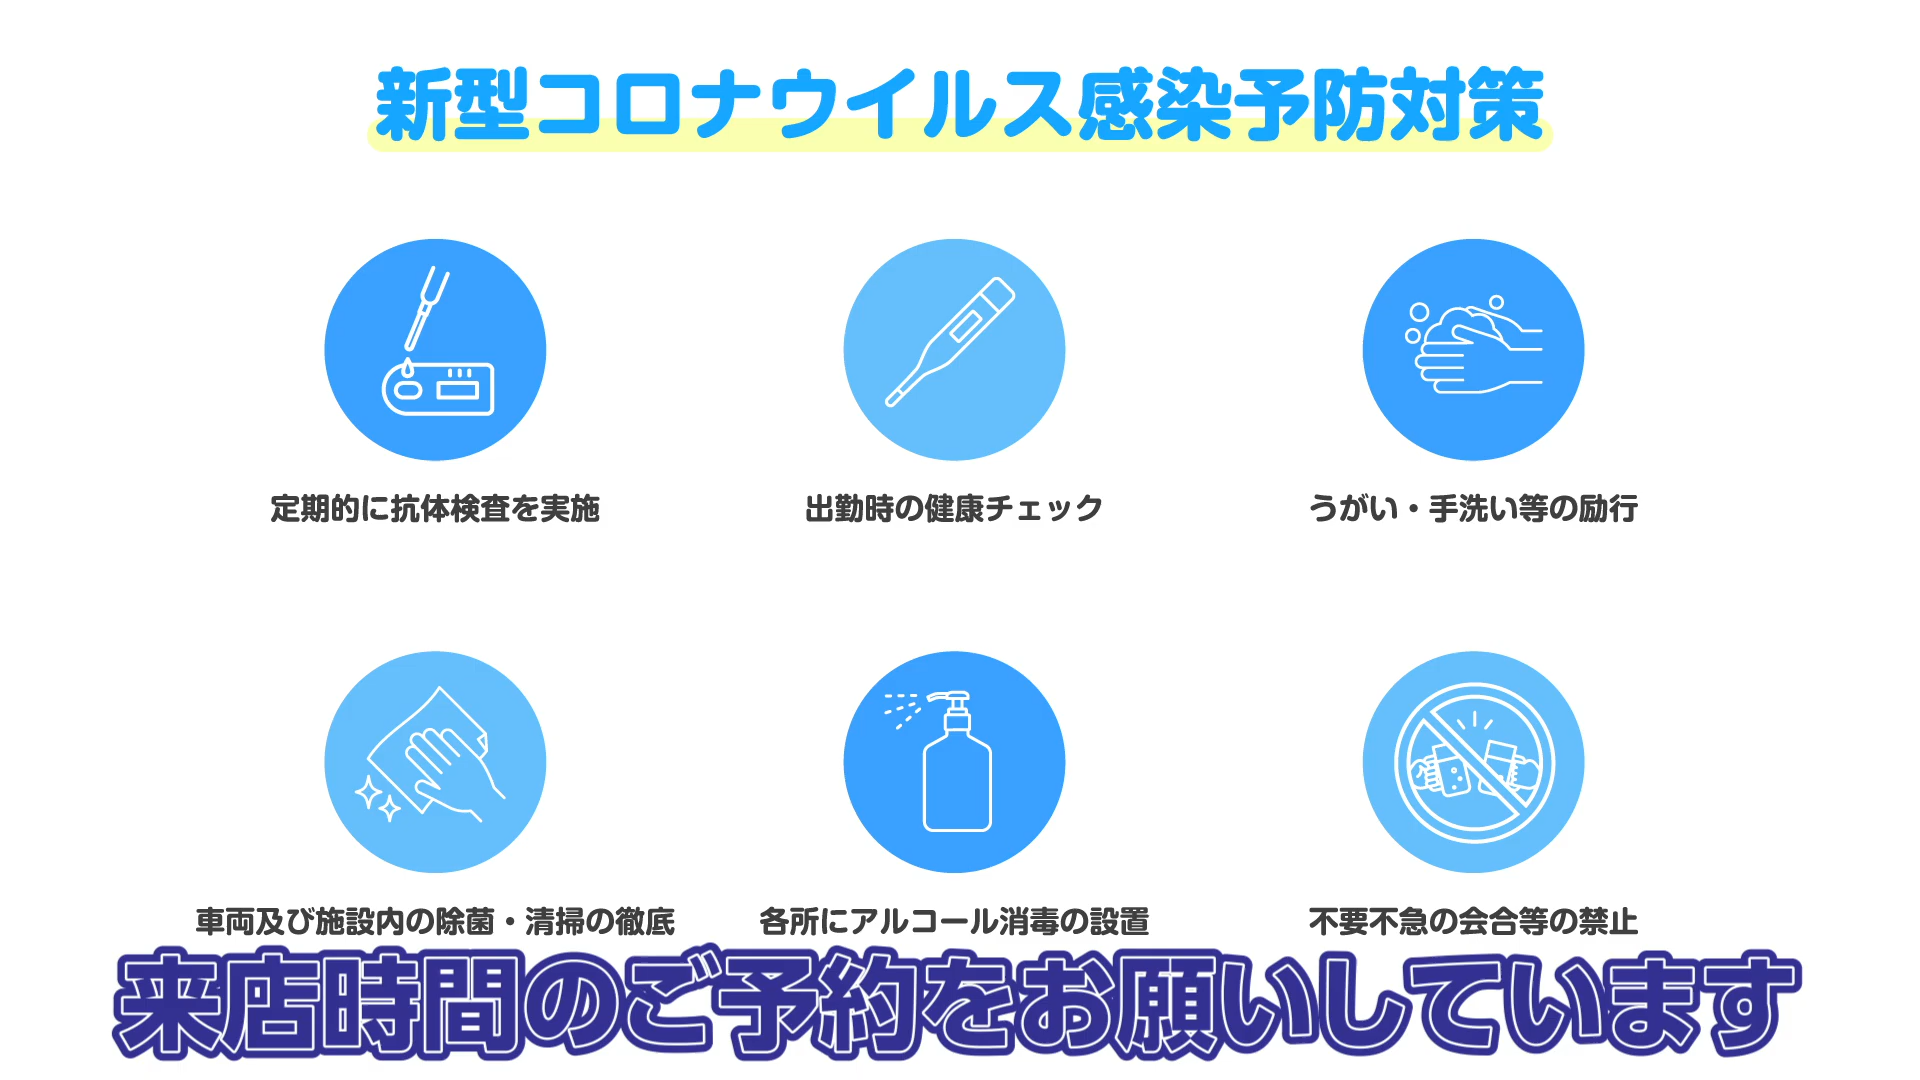 新型コロナウイルス感染予防対策
定期的に抗体検査を実施
出勤時の健康チェック
うがい・手洗い等の励行
車両及び施設内の除菌・清掃の徹底
各所にアルコール消毒の設置
不要不急の会合等の禁止
来店時間のご予約をお願いしています